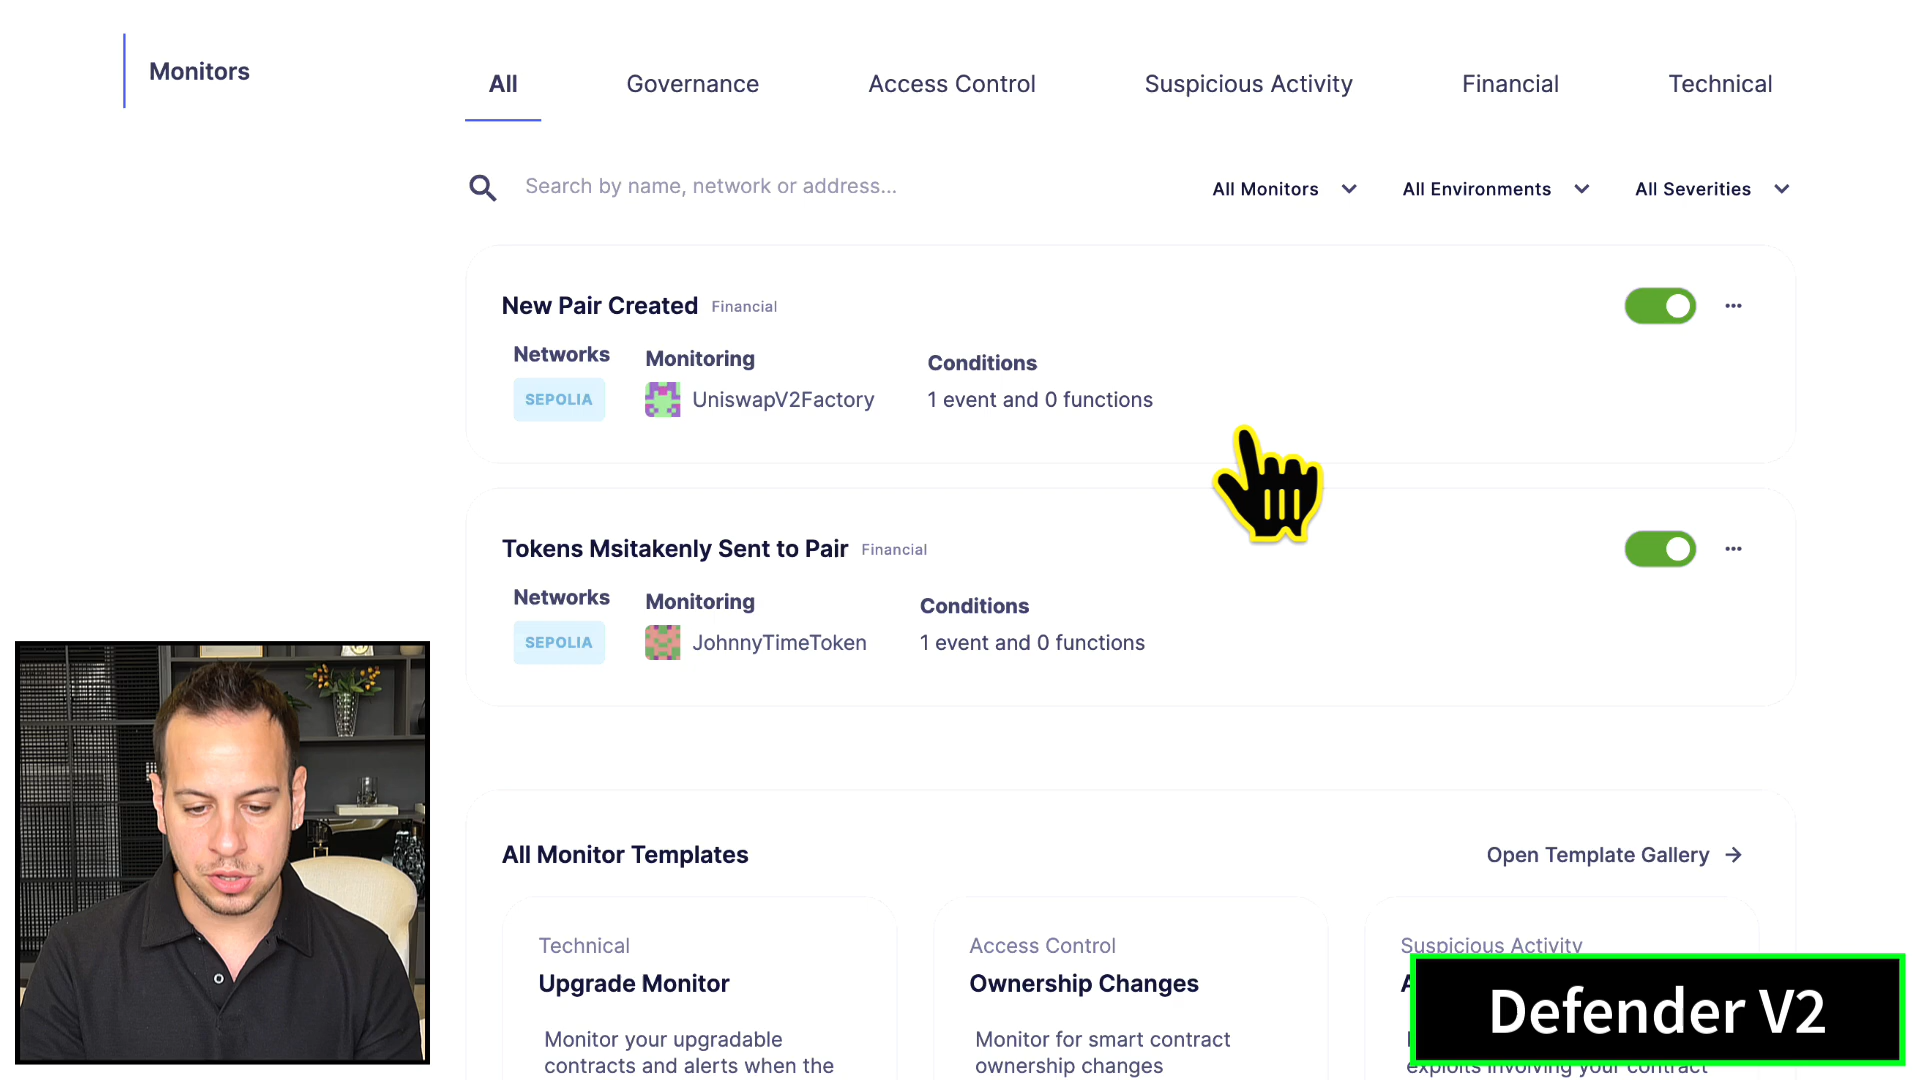 Monitors
All
Governance
Access Control
Suspicious Activity
Financial
Technical
Search by name, network or address...
All Monitors
All Environments
All Severities
New Pair Created Financial
Networks
Monitoring
Conditions
SEPOLIA
UniswapV2Factory
1 event and 0 functions
Tokens Msitakenly Sent to Pair Financial
Networks
Monitoring
Conditions
SEPOLIA
JohnnyTimeToken
1 event and 0 functions
All Monitor Templates
Open Template Gallery
Technical
Upgrade Monitor
Monitor your upgradable
contracts and alerts when the
Access Control
Ownership Changes
Monitor for smart contract
ownership changes
Suspicious Activity
exploits involving your contract
Defender V2